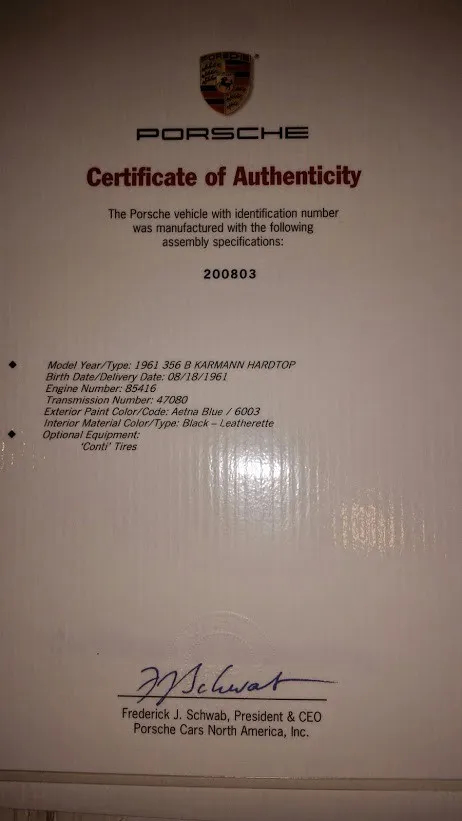 PORSCHE
PORSCHE
Certificate of Authenticity
The Porsche vehicle with identification number
was manufactured with the following
assembly specifications:
200803
Model Year/Type: 1961 356 B KARMANN HARDTOP
Birth Date/Delivery Date: 08/18/1961
Engine Number: 85416
Transmission Number: 47080
Exterior Paint Color/Code: Aetna Blue / 6003
Interior Material Color/Type: Black – Leatherette
Optional Equipment:
'Conti' Tires
FJSchwab
Frederick J. Schwab, President & CEO
Porsche Cars North America, Inc.